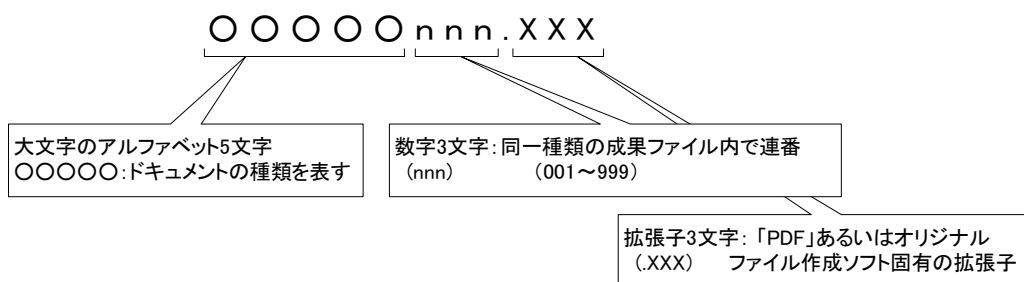 〇〇〇〇〇nnn.XXX
大文字のアルファベット5文字
〇〇〇〇〇:ドキュメントの種類を表す
数字3文字:同一種類の成果ファイル内で連番
(nnn) (001~999)
拡張子3文字:「PDF」あるいはオリジナル
(.XXX) ファイル作成ソフト固有の拡張子